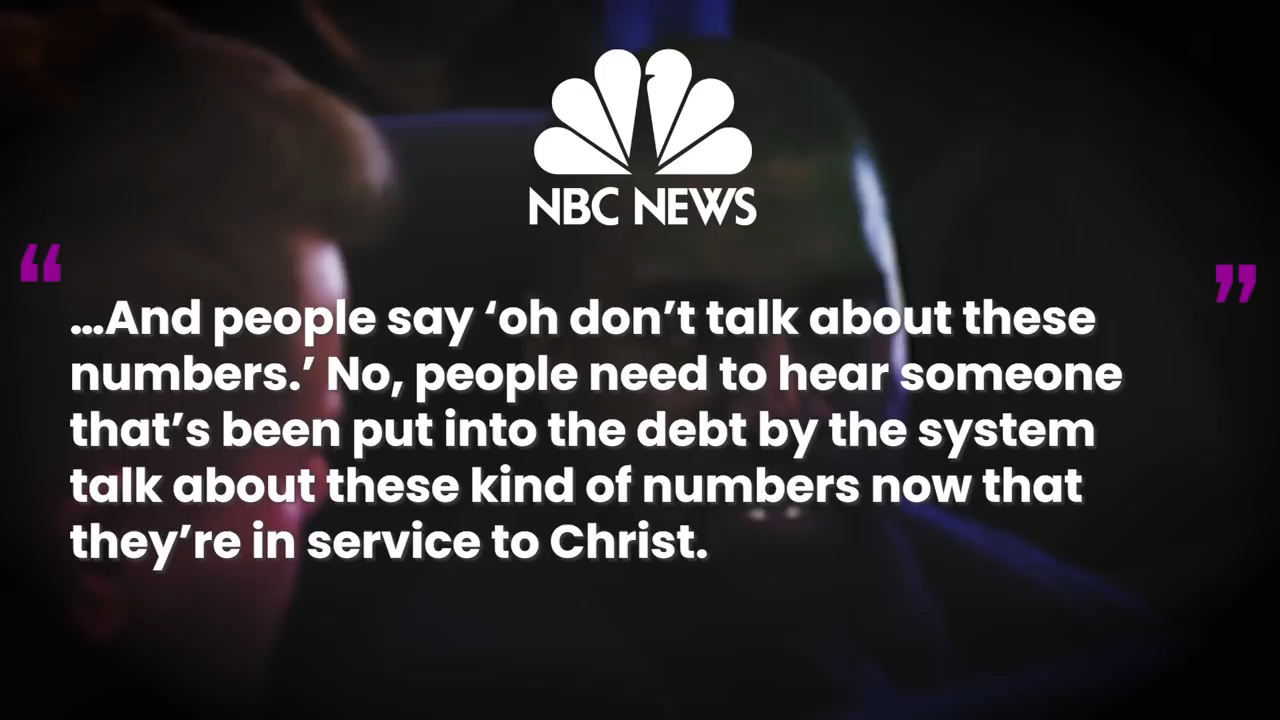 NBC NEWS
“
”
…And people say ‘oh don’t talk about these
numbers.’ No, people need to hear someone
that’s been put into the debt by the system
talk about these kind of numbers now that
they’re in service to Christ.